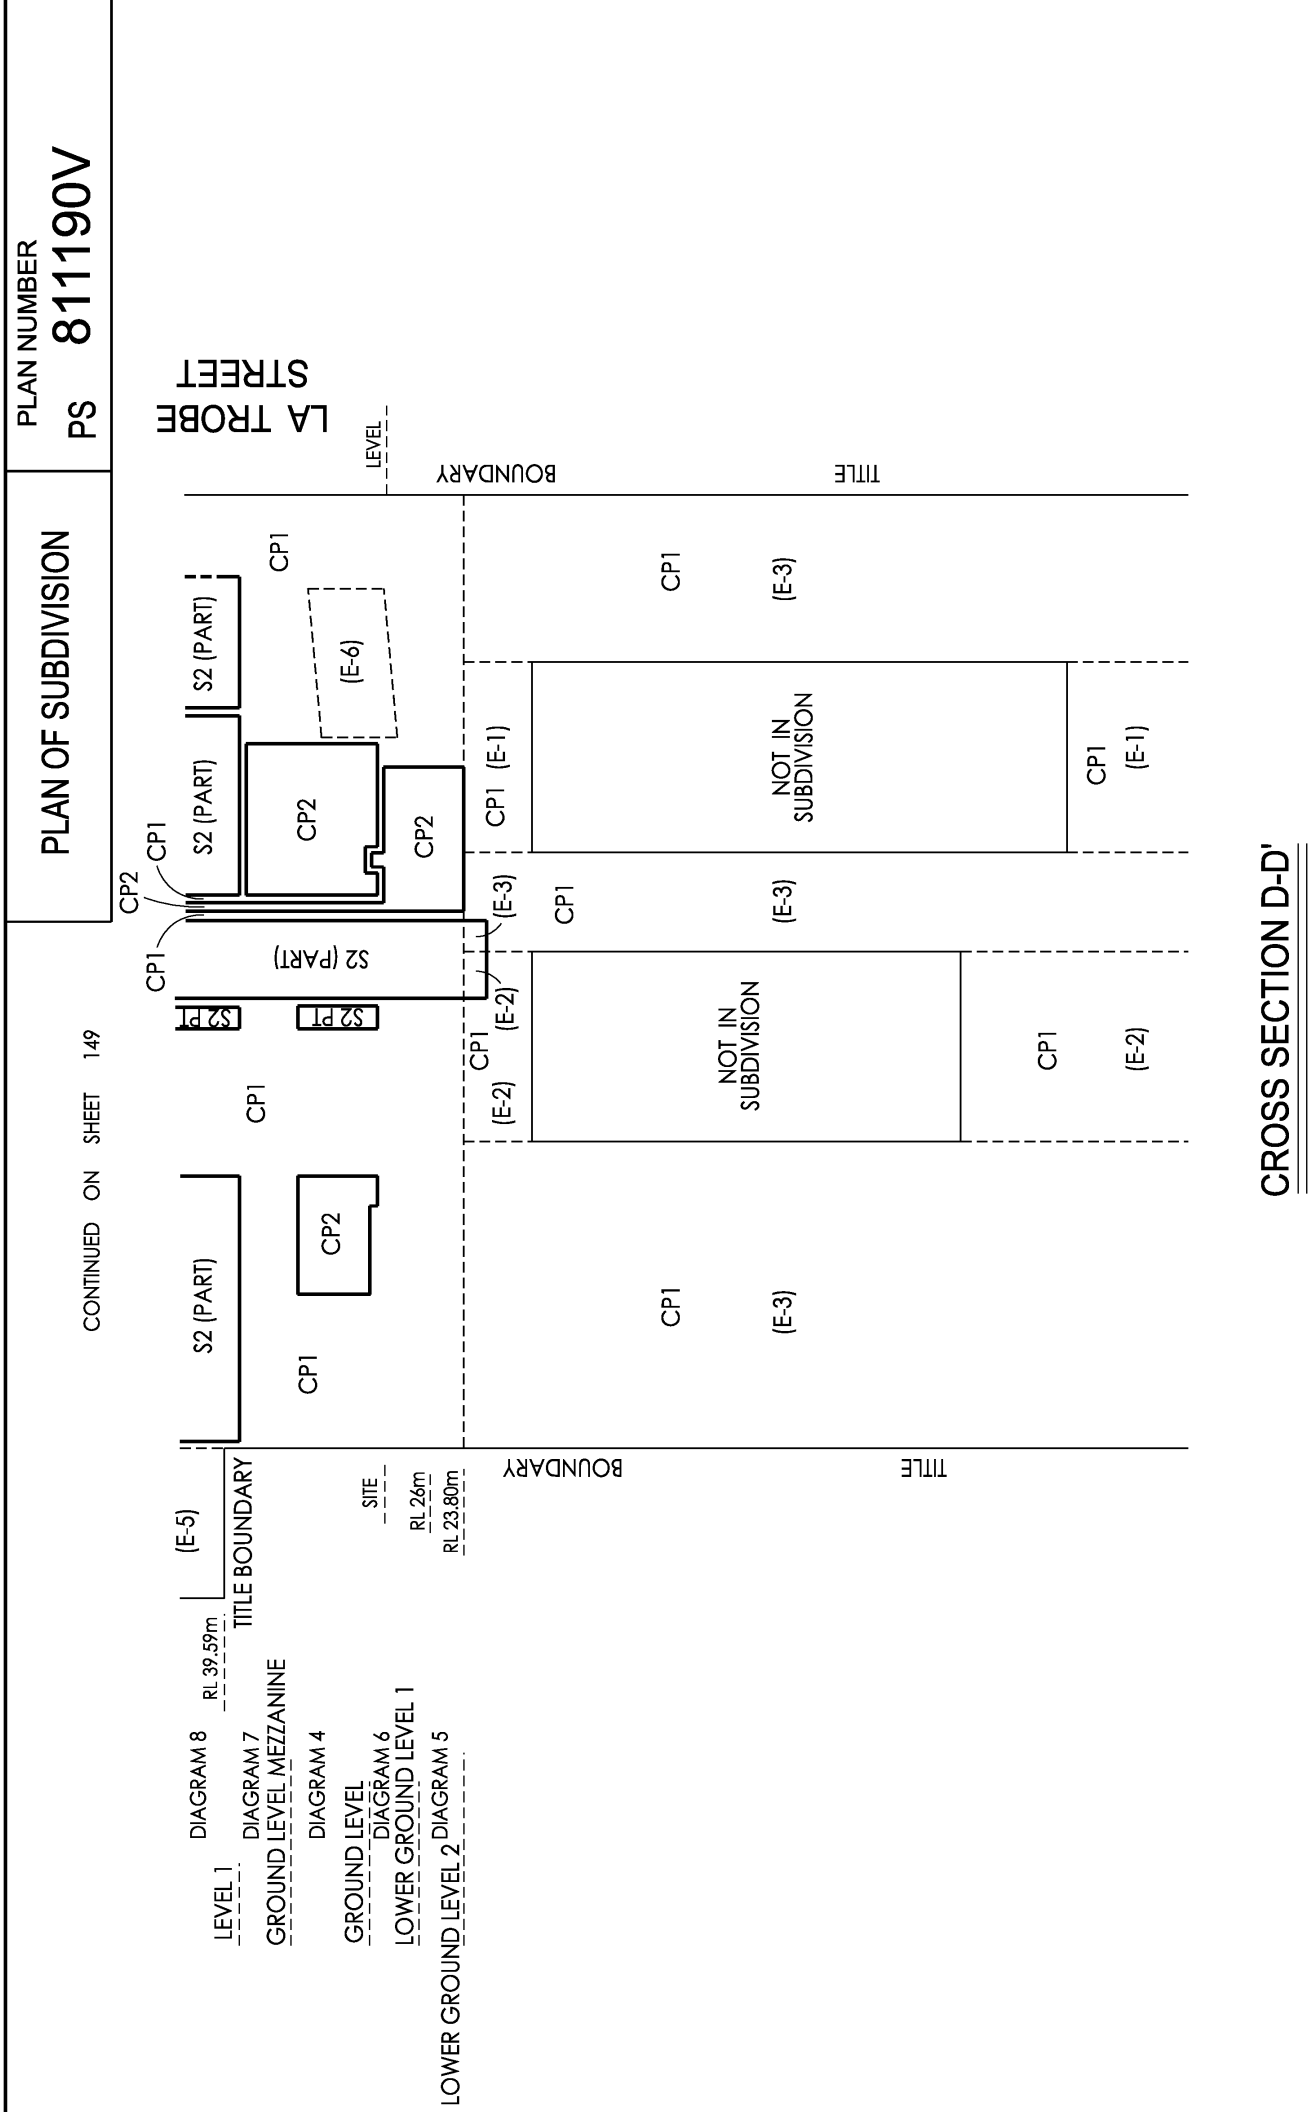 PLAN OF SUBDIVISION
PLAN NUMBER
PS 811190V
CONTINUED ON SHEET 149
CP1
CP2
CP1
LA TROBE
STREET
(E-5)
S2 (PART)
S2 PT
S2 (PART)
S2 (PART)
DIAGRAM 8
RL 39.59m
LEVEL 1
TITLE BOUNDARY
DIAGRAM 7
GROUND LEVEL MEZZANINE
CP1
CP1
S2 (PART)
CP2
CP1
DIAGRAM 4
CP1
CP2
S2 PT
(E-6)
GROUND LEVEL
SITE
LEVEL
DIAGRAM 6
LOWER GROUND LEVEL 1
RL 26m
CP2
DIAGRAM 5
LOWER GROUND LEVEL 2
RL 23.80m
CP1
(E-2)
(E-2)
(E-3)
CP1
(E-1)
BOUNDARY
BOUNDARY
CP1
CP1
CP1
(E-3)
NOT IN
SUBDIVISION
(E-3)
NOT IN
SUBDIVISION
(E-3)
TITLE
TITLE
CP1
(E-2)
CP1
(E-1)
CROSS SECTION D-D'